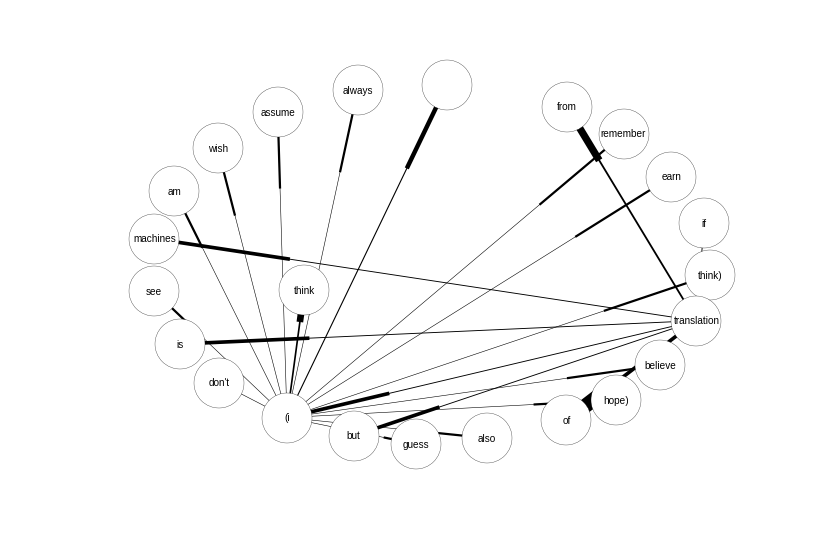 always
assume
from
remember
wish
earn
am
if
machines
think)
see
think
translation
is
believe
don't
hope)
(i
of
but
also
guess